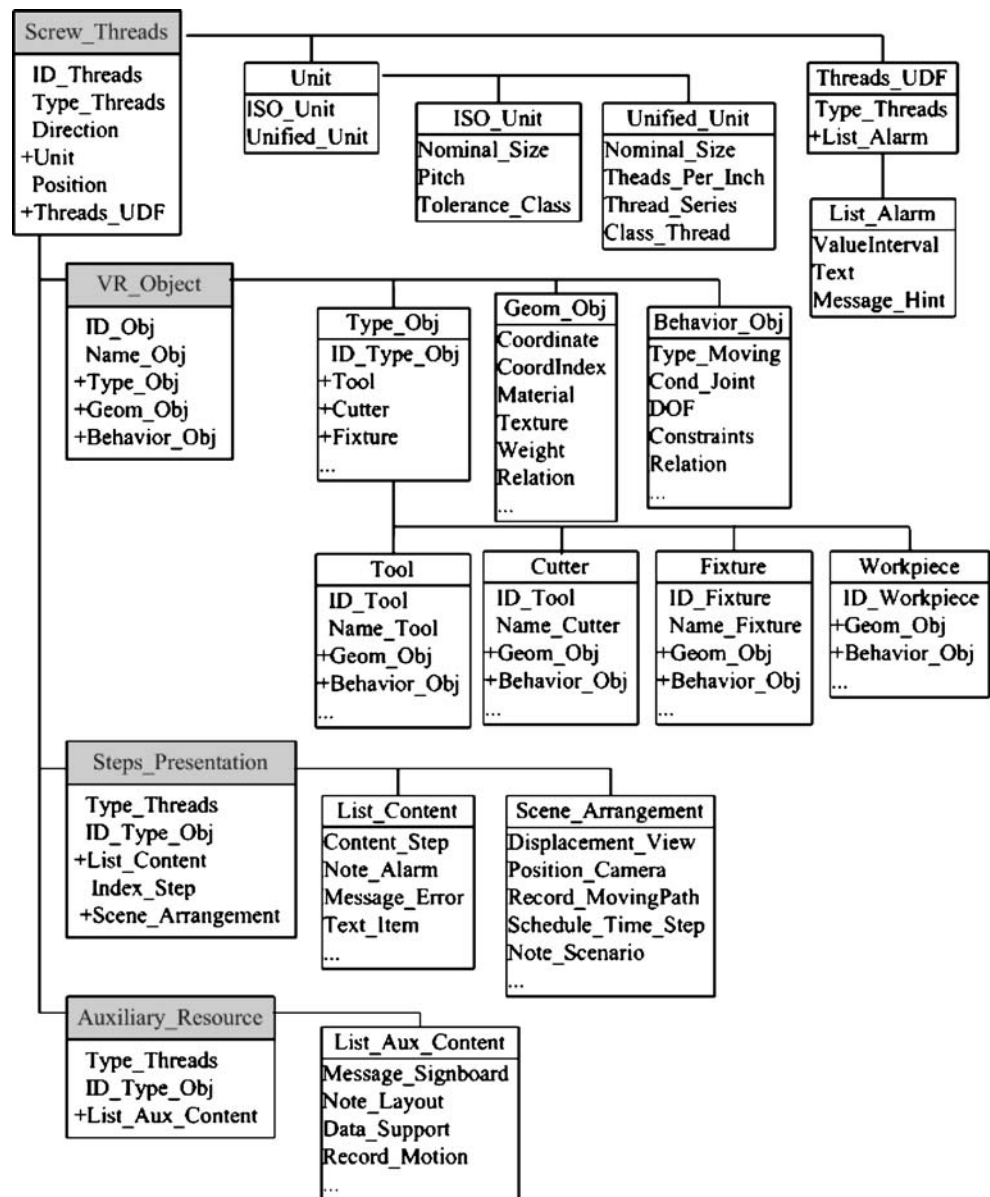 Screw_Threads
ID_Threads
Type_Threads
Direction
+Unit
Position
+Threads_UDF
Unit
ISO_Unit
Unified_Unit
ISO_Unit
Nominal_Size
Pitch
Tolerance_Class
Unified_Unit
Nominal_Size
Theads_Per_Inch
Thread_Series
Class_Thread
Threads_UDF
Type_Threads
+List_Alarm
List_Alarm
ValueInterval
Text
Message_Hint
VR_Object
ID_Obj
Name_Obj
+Type_Obj
+Geom_Obj
+Behavior_Obj
Type_Obj
ID_Type_Obj
+Tool
+Cutter
+Fixture
...
Geom_Obj
Coordinate
CoordIndex
Material
Texture
Weight
Relation
...
Behavior_Obj
Type_Moving
Cond_Joint
DOF
Constraints
Relation
...
Tool
ID_Tool
Name_Tool
+Geom_Obj
+Behavior_Obj
...
Cutter
ID_Tool
Name_Cutter
+Geom_Obj
+Behavior_Obj
...
Fixture
ID_Fixture
Name_Fixture
+Geom_Obj
+Behavior_Obj
...
Workpiece
ID_Workpiece
+Geom_Obj
+Behavior_Obj
...
Steps_Presentation
Type_Threads
ID_Type_Obj
+List_Content
Index_Step
+Scene_Arrangement
List_Content
Content_Step
Note_Alarm
Message_Error
Text_Item
...
Scene_Arrangement
Displacement_View
Position_Camera
Record_MovingPath
Schedule_Time_Step
Note_Scenario
...
Auxiliary_Resource
Type_Threads
ID_Type_Obj
+List_Aux_Content
List_Aux_Content
Message_Signboard
Note_Layout
Data_Support
Record_Motion
...